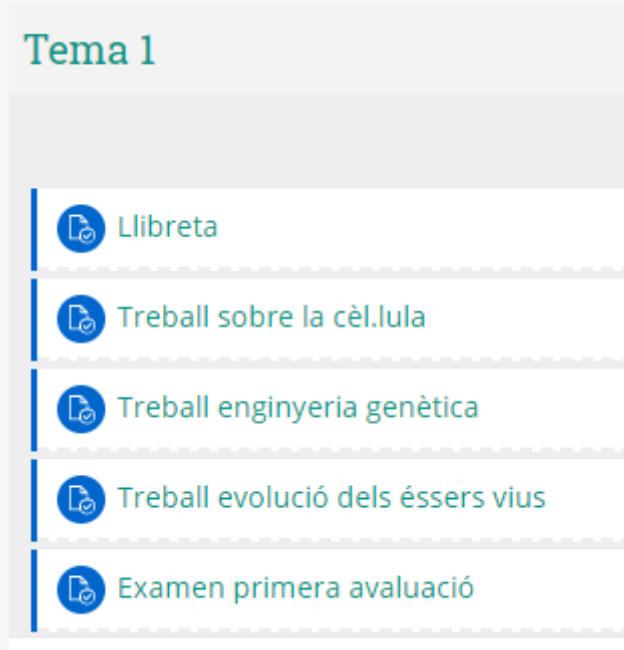 Tema 1
Llibreta
Treball sobre la cèl.lula
Treball enginyeria genètica
Treball evolució dels éssers vius
Examen primera avaluació